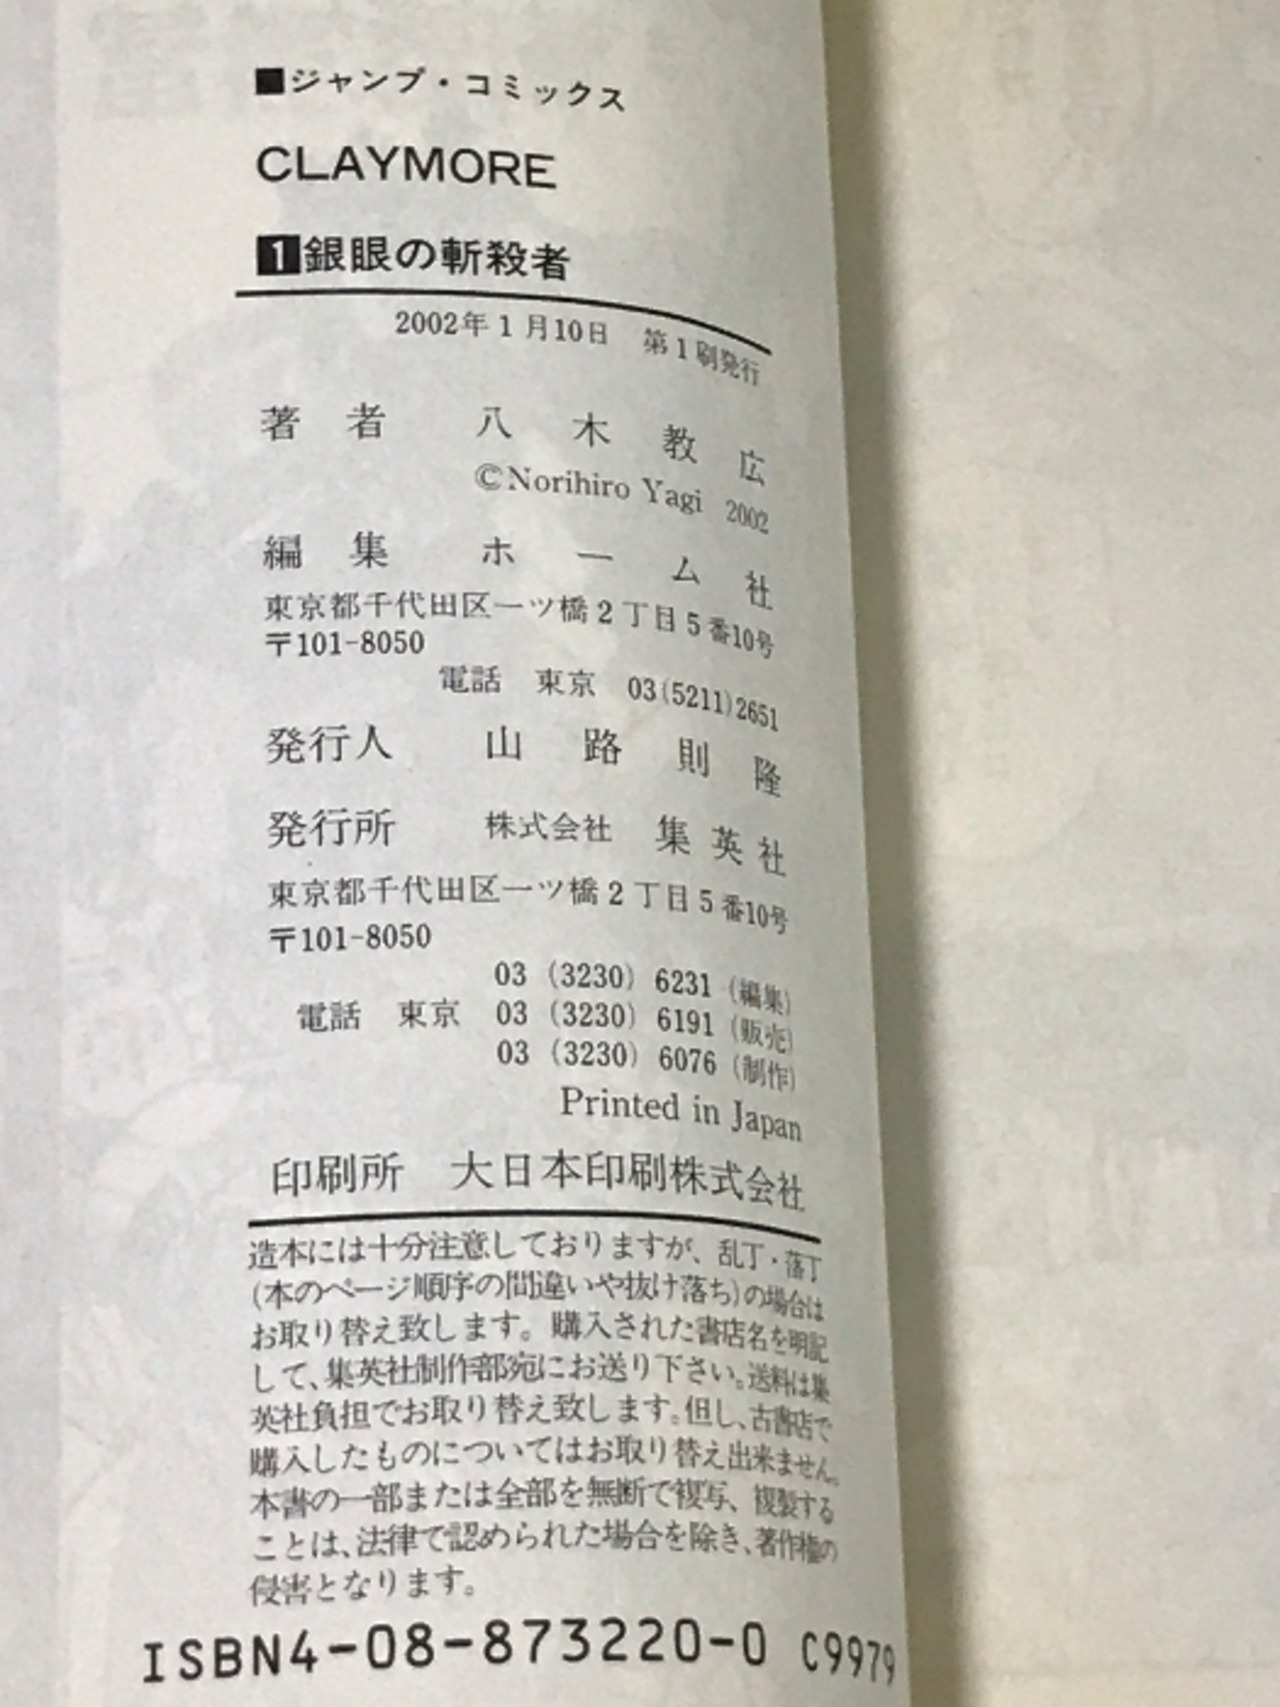 ■ジャンプ・コミックス
CLAYMORE
1銀眼の斬殺者
2002年1月10日 第1刷発行
著者 八木教広
©Norihiro Yagi 2002
編集 ホーム社
東京都千代田区一ツ橋2丁目5番10号
〒101-8050
電話 東京 03(5211)2651
発行人 山路則隆
発行所 株式会社 集英社
東京都千代田区一ツ橋2丁目5番10号
〒101-8050
03 (3230) 6231 (編集)
電話 東京 03 (3230) 6191 (販売)
03 (3230) 6076 (制作)
Printed in Japan
印刷所 大日本印刷株式会社
造本には十分注意しておりますが、乱丁・落丁
(本のページ順序の間違いや抜け落ち)の場合は
お取り替え致します。購入された書店名を明記
して、集英社制作部宛にお送り下さい。送料は集
英社負担でお取り替え致します。但し、古書店で
購入したものについてはお取り替え出来ません。
本書の一部または全部を無断で複写、複製する
ことは、法律で認められた場合を除き、著作権の
侵害となります。
ISBN4-08-873220-0 C9979